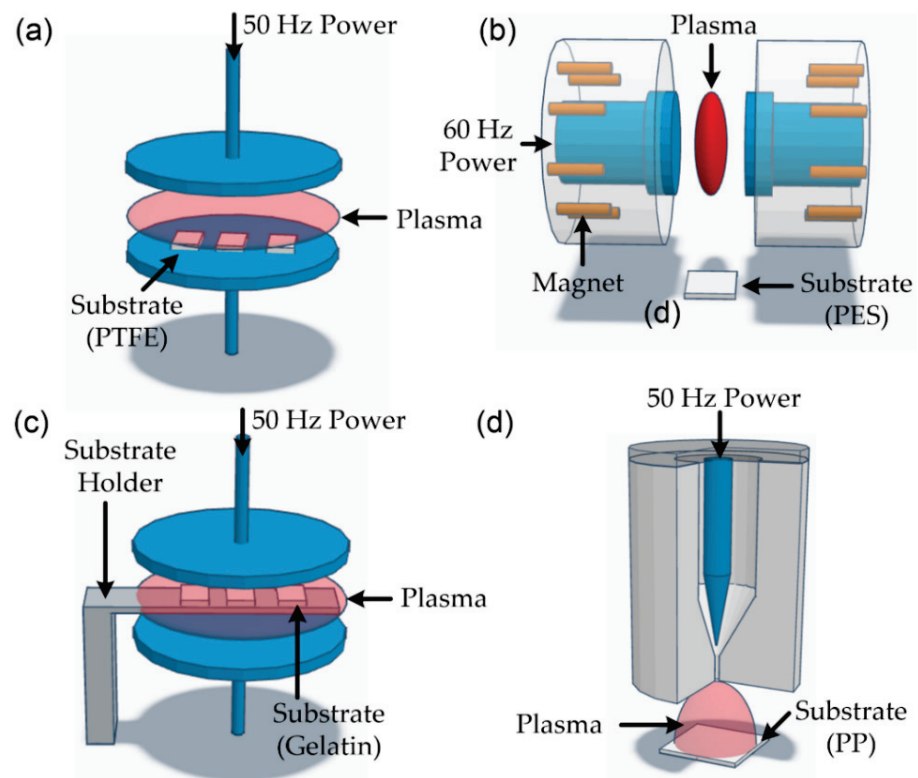 (a)
50 Hz Power
Plasma
Substrate
(PTFE)
(b)
Plasma
60 Hz
Power
Magnet
Substrate
(PES)
(d)
(c)
50 Hz Power
Substrate
Holder
Plasma
Substrate
(Gelatin)
(d)
50 Hz Power
Plasma
Substrate
(PP)